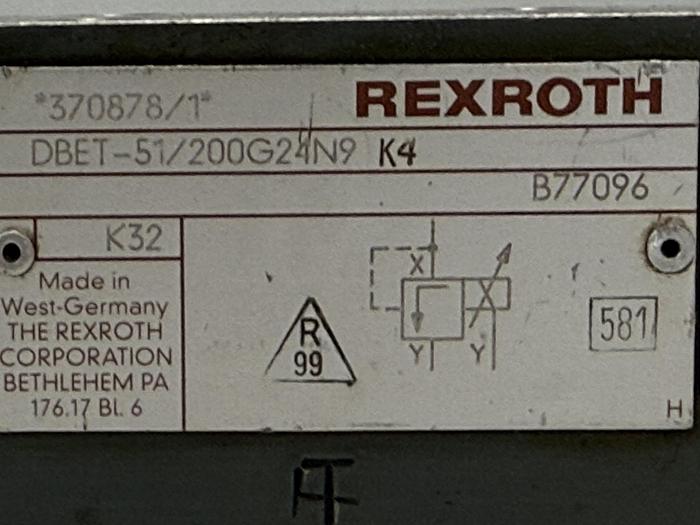 *370878/1*
REXROTH
DBET-51/200G24N9 K4
B77096
K32
Made in
West-Germany
THE REXROTH
CORPORATION
BETHLEHEM PA
176.17 Bl. 6
R
99
X
Y Y
581
H